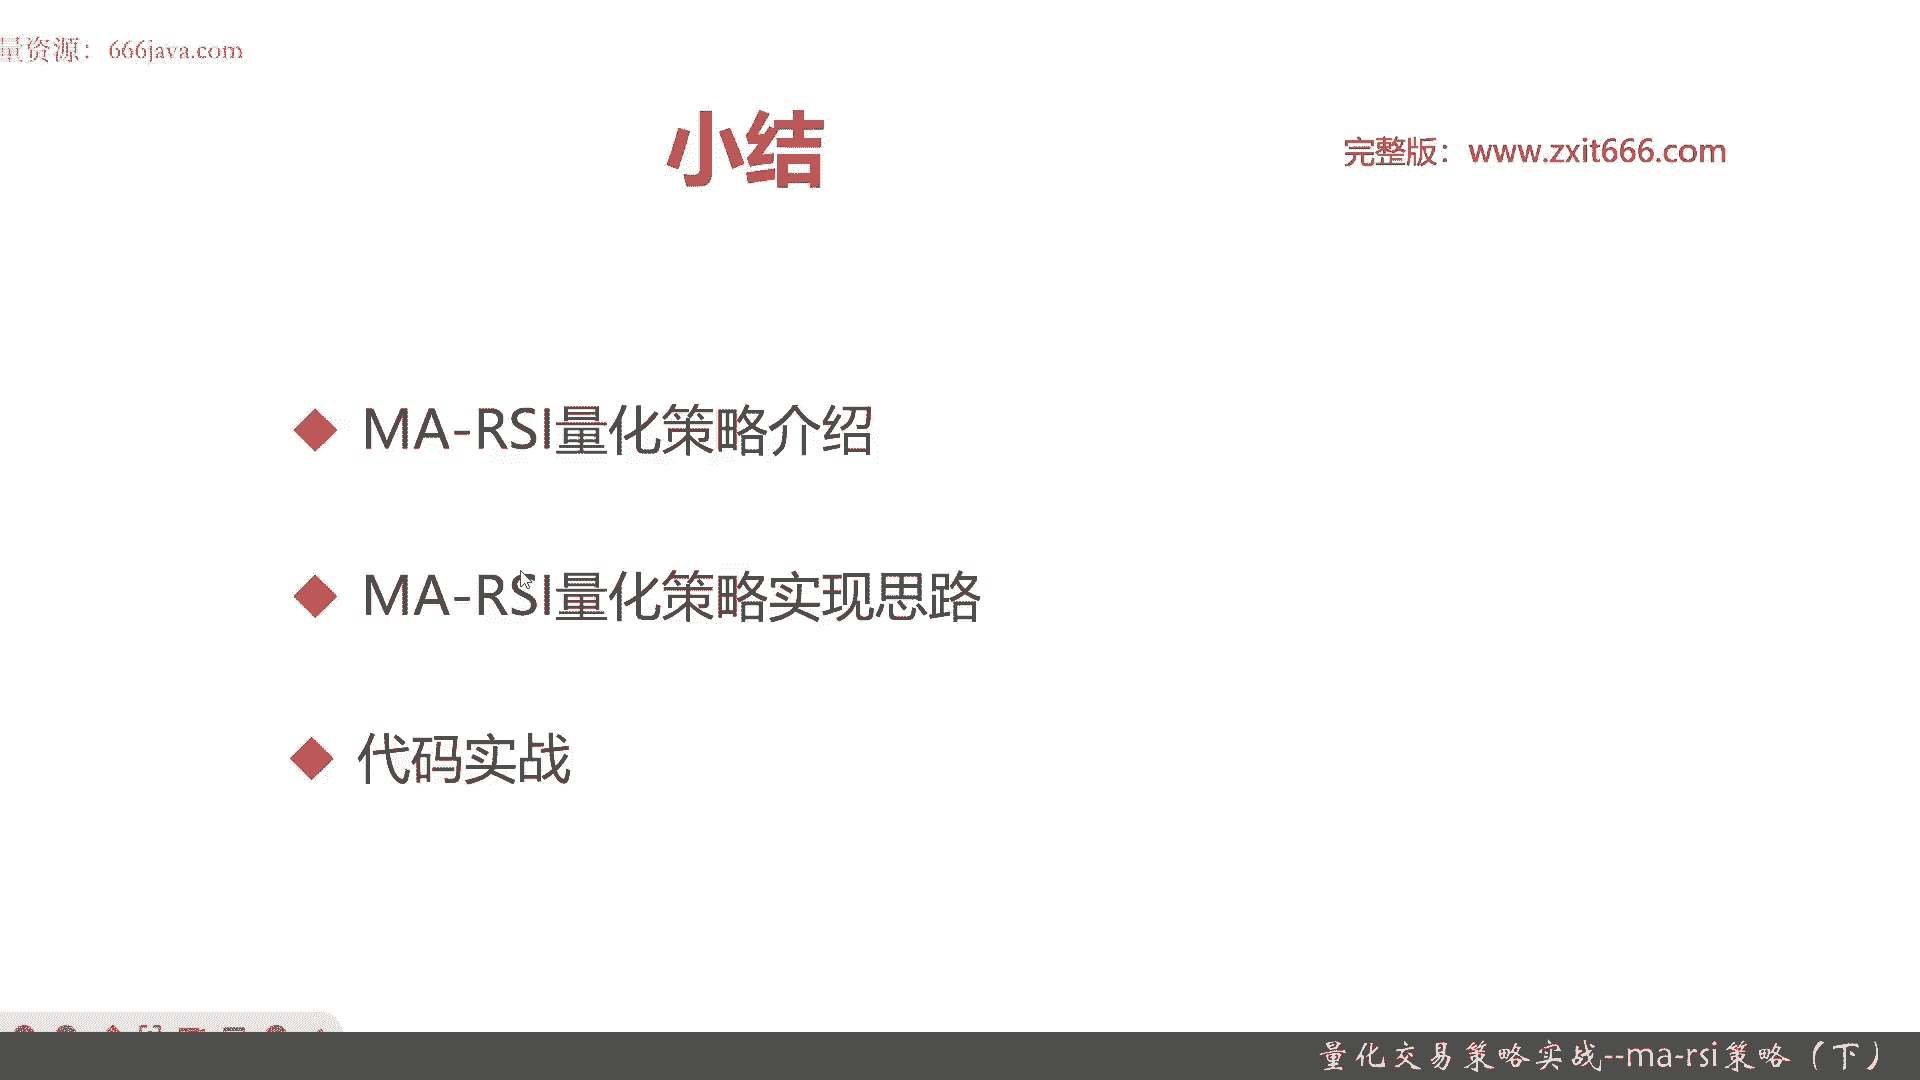 量资源：666java.com
小结
完整版：www.zxit666.com
MA-RSI量化策略介绍
MA-RSI量化策略实现思路
代码实战
量化交易策略实战--ma-rsi策略（下）